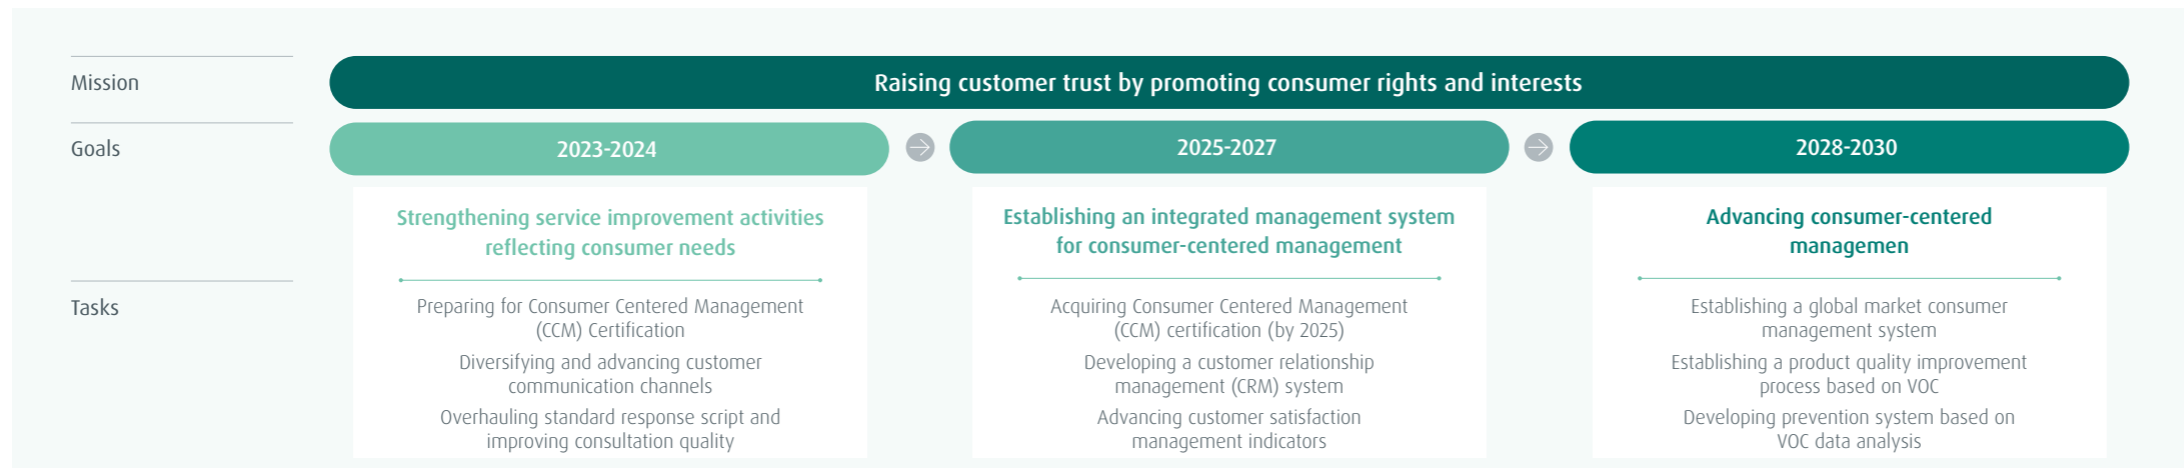 Mission
Raising customer trust by promoting consumer rights and interests
Goals
2023-2024
2025-2027
2028-2030
Strengthening service improvement activities
reflecting consumer needs
Establishing an integrated management system
for consumer-centered management
Advancing consumer-centered
managemen
Tasks
Preparing for Consumer Centered Management
(CCM) Certification
Diversifying and advancing customer
communication channels
Overhauling standard response script and
improving consultation quality
Acquiring Consumer Centered Management
(CCM) certification (by 2025)
Developing a customer relationship
management (CRM) system
Advancing customer satisfaction
management indicators
Establishing a global market consumer
management system
Establishing a product quality improvement
process based on VOC
Developing prevention system based on
VOC data analysis